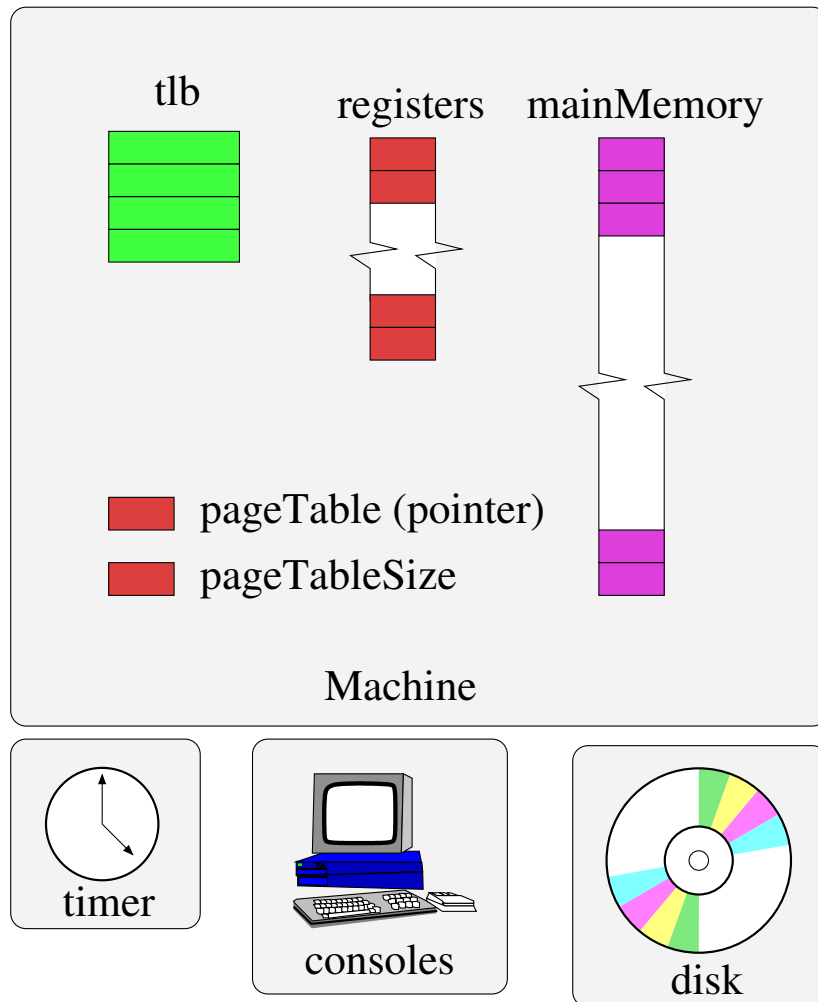 tlb
registers
mainMemory
pageTable (pointer)
pageTableSize
Machine
timer
consoles
disk